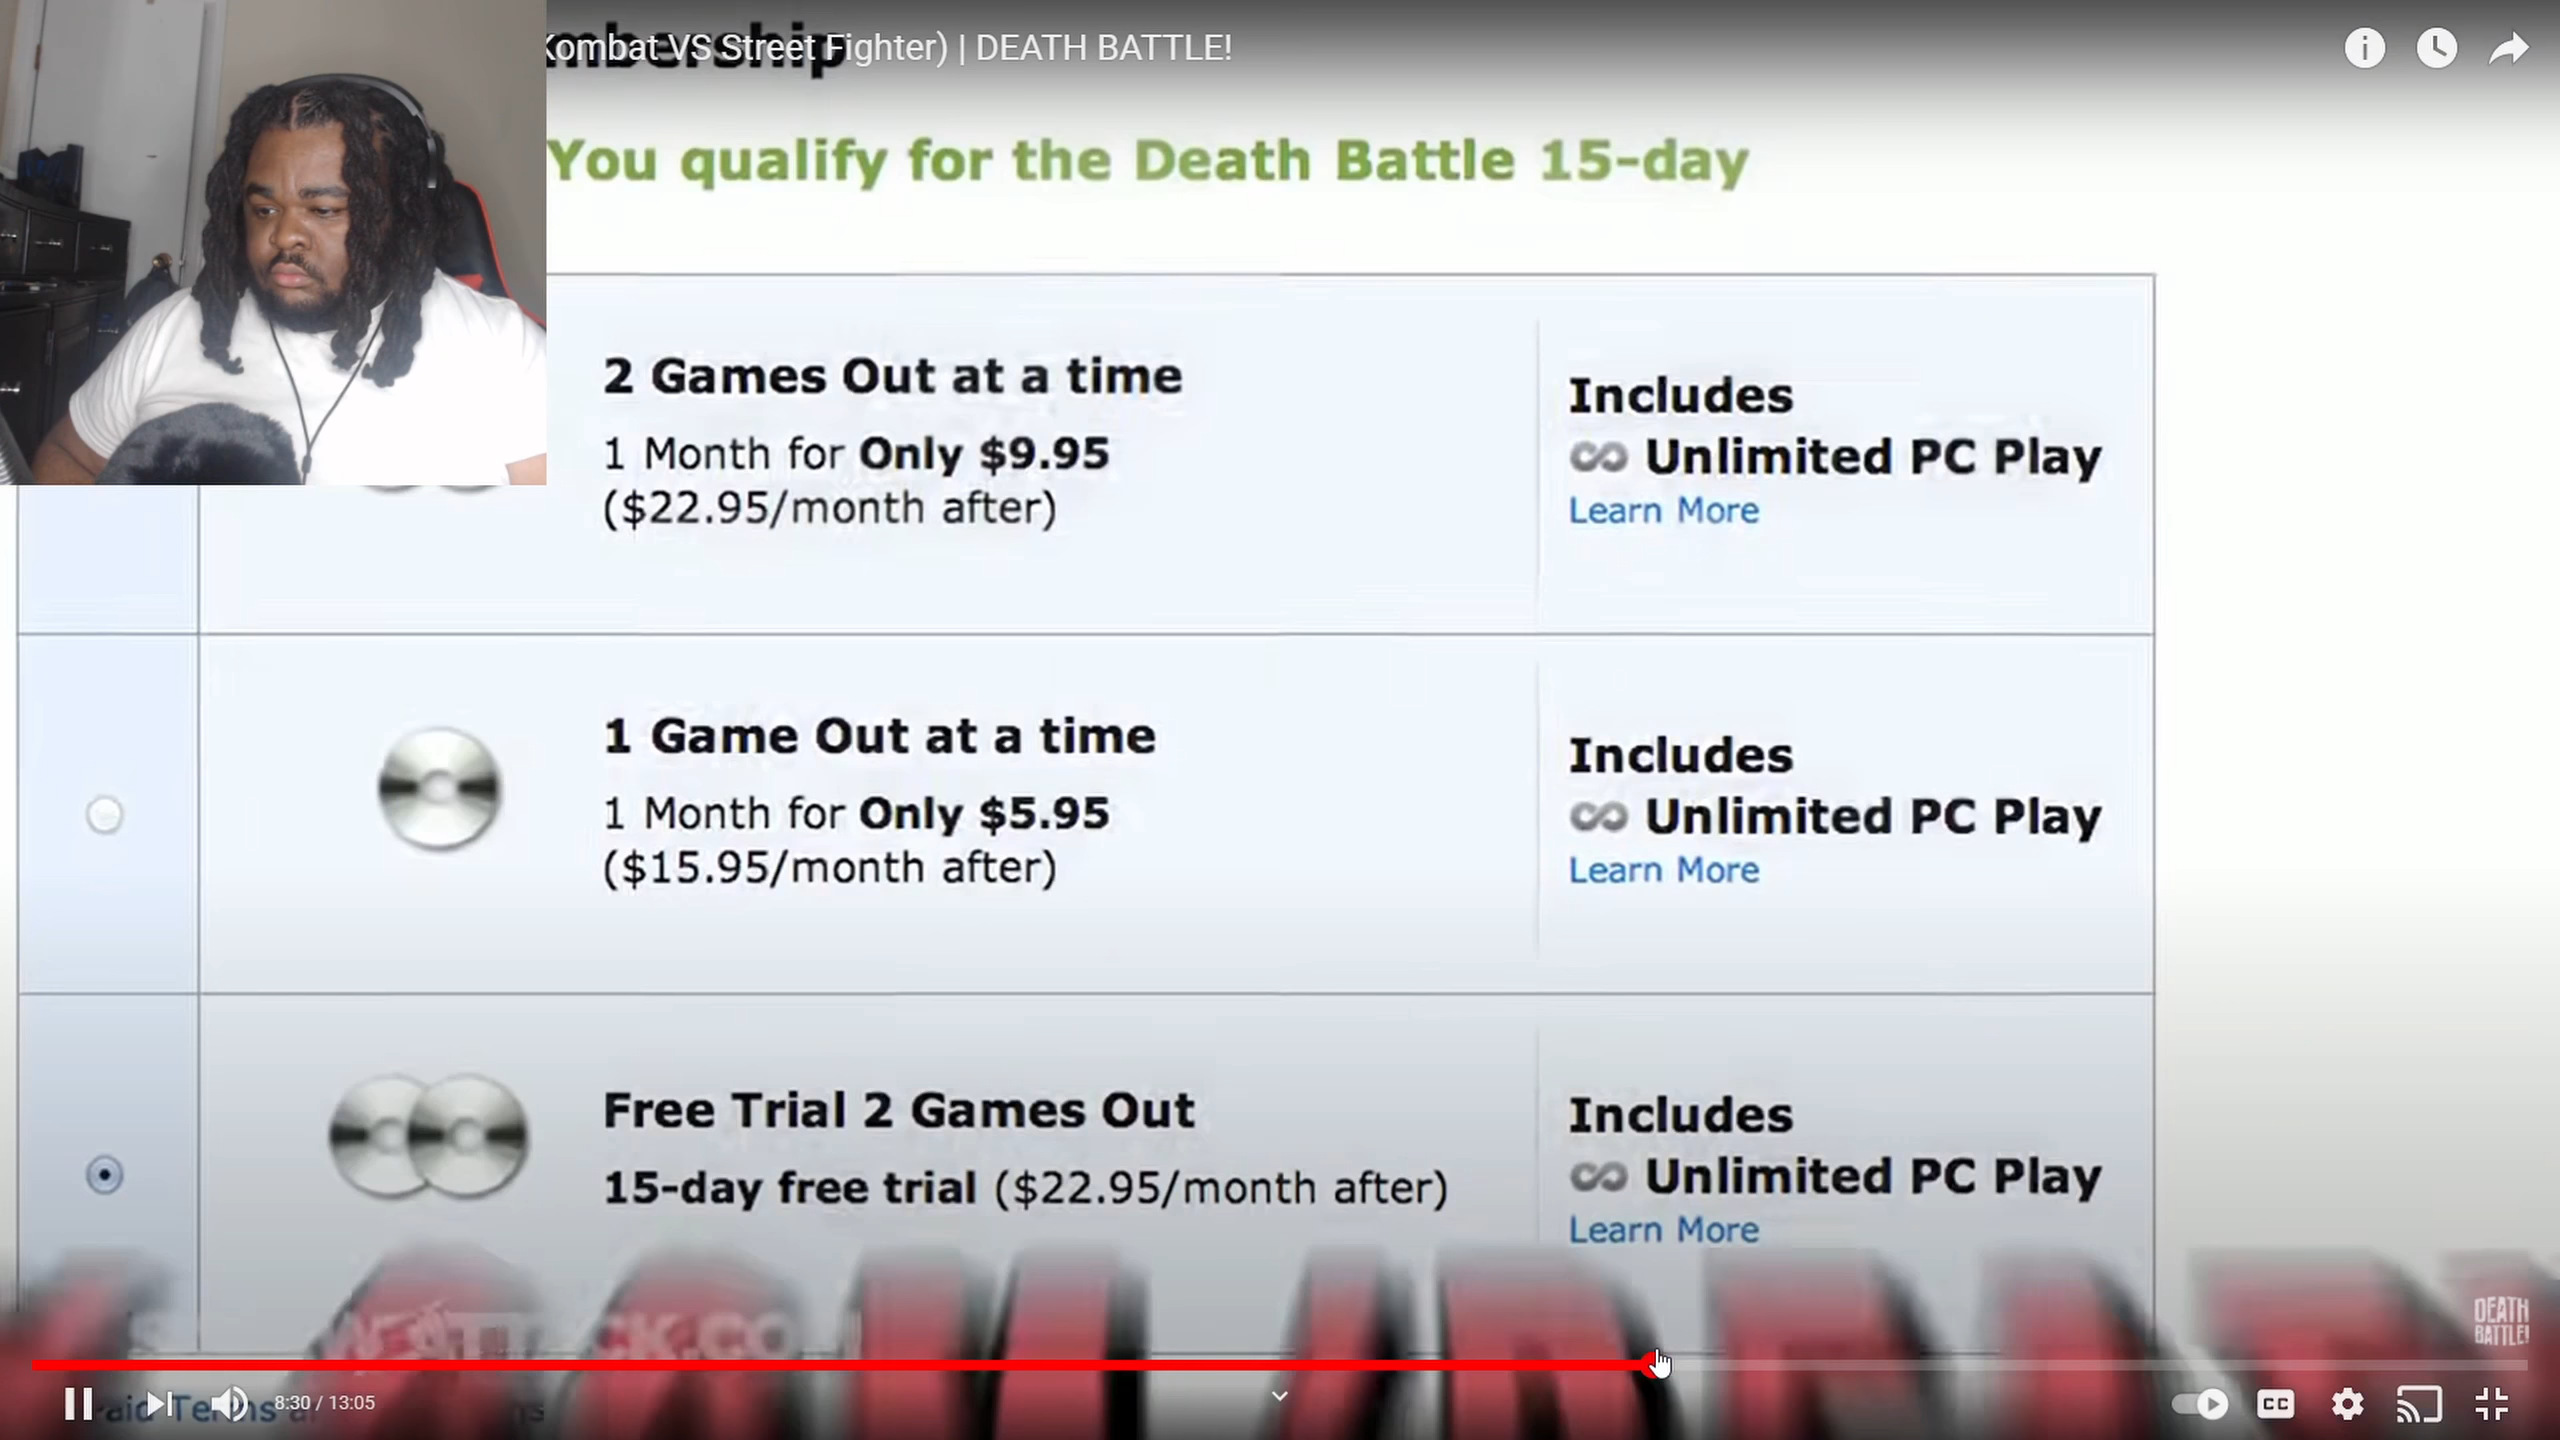 Kombat VS Street Fighter) | DEATH BATTLE!
mbership
You qualify for the Death Battle 15-day
2 Games Out at a time
1 Month for Only $9.95
($22.95/month after)
Includes
Unlimited PC Play
Learn More
1 Game Out at a time
1 Month for Only $5.95
($15.95/month after)
Includes
Unlimited PC Play
Learn More
Free Trial 2 Games Out
15-day free trial ($22.95/month after)
Includes
Unlimited PC Play
Learn More
DEATH
BATTLE!
8:30 / 13:05
CC